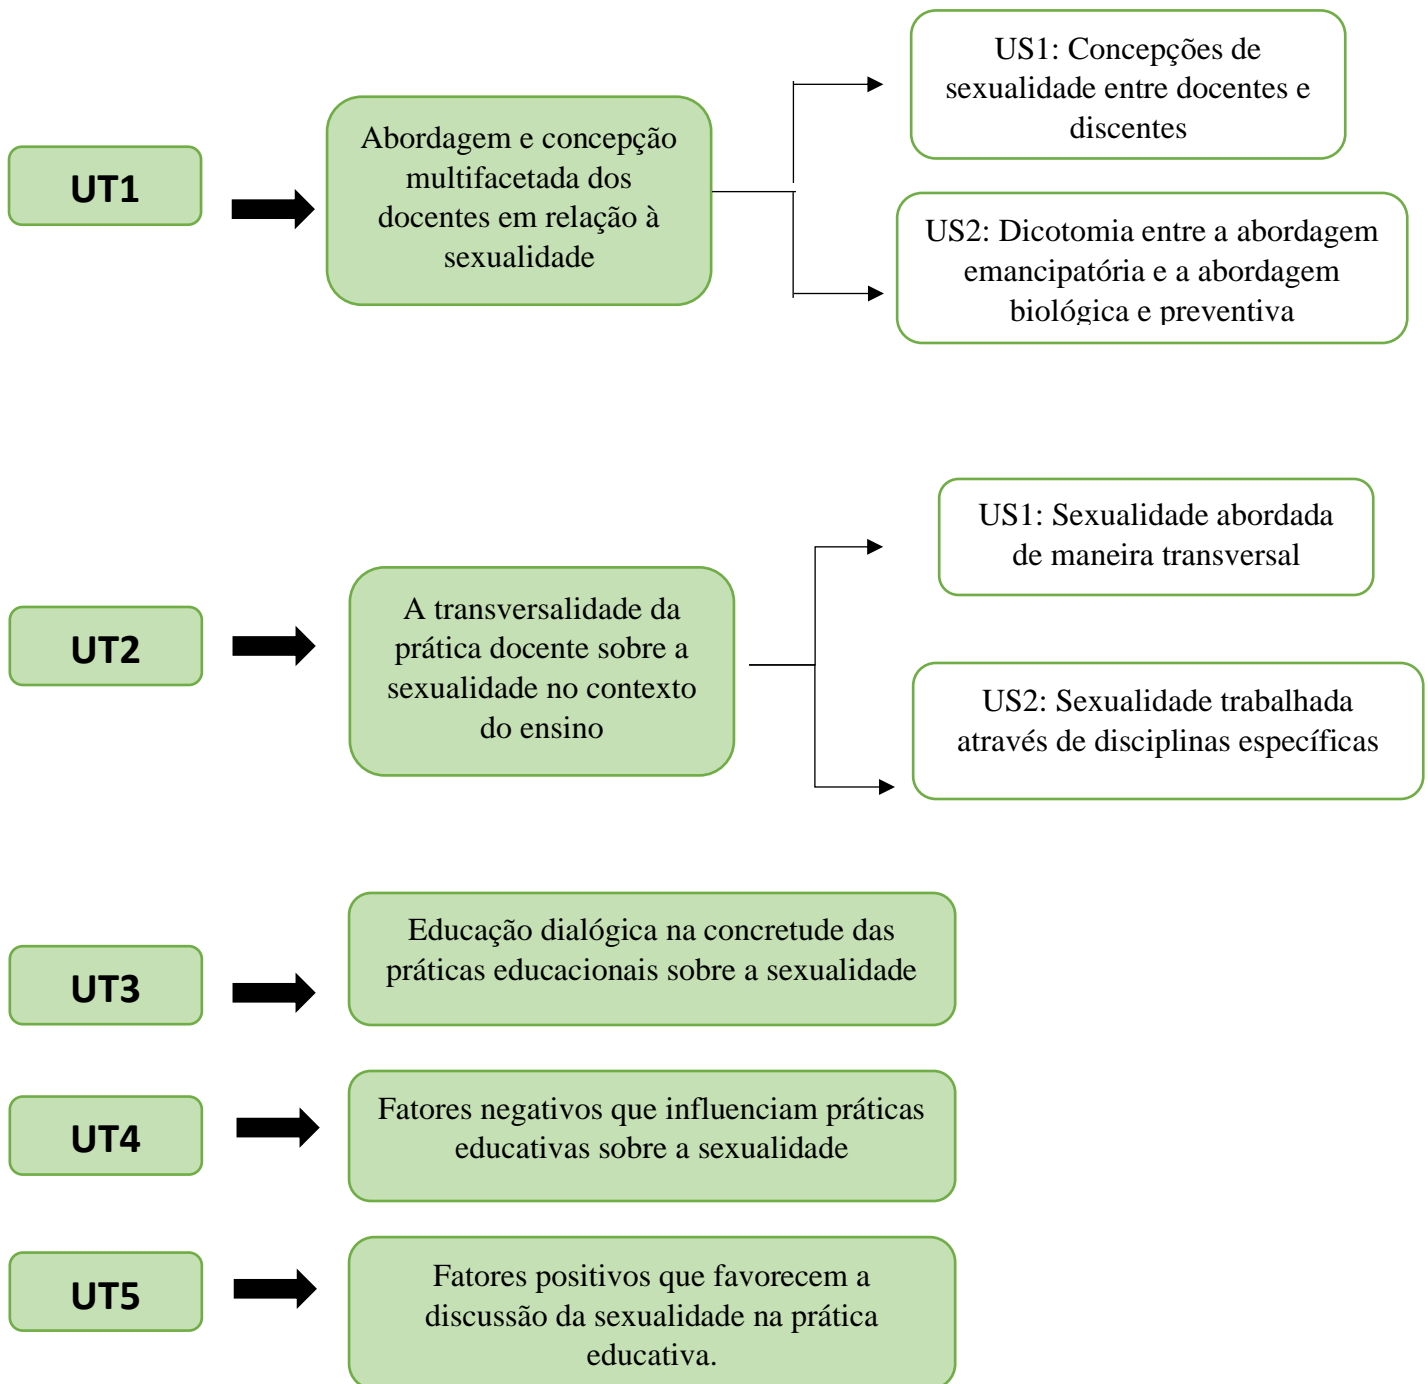 UT1
Abordagem e concepção
multifacetada dos
docentes em relação à
sexualidade
US1: Concepções de
sexualidade entre docentes e
discentes
US2: Dicotomia entre a abordagem
emancipatória e a abordagem
biológica e preventiva
UT2
A transversalidade da
prática docente sobre a
sexualidade no contexto
do ensino
US1: Sexualidade abordada
de maneira transversal
US2: Sexualidade trabalhada
através de disciplinas específicas
UT3
Educação dialógica na concretude das
práticas educacionais sobre a sexualidade
UT4
Fatores negativos que influenciam práticas
educativas sobre a sexualidade
UT5
Fatores positivos que favorecem a
discussão da sexualidade na prática
educativa.